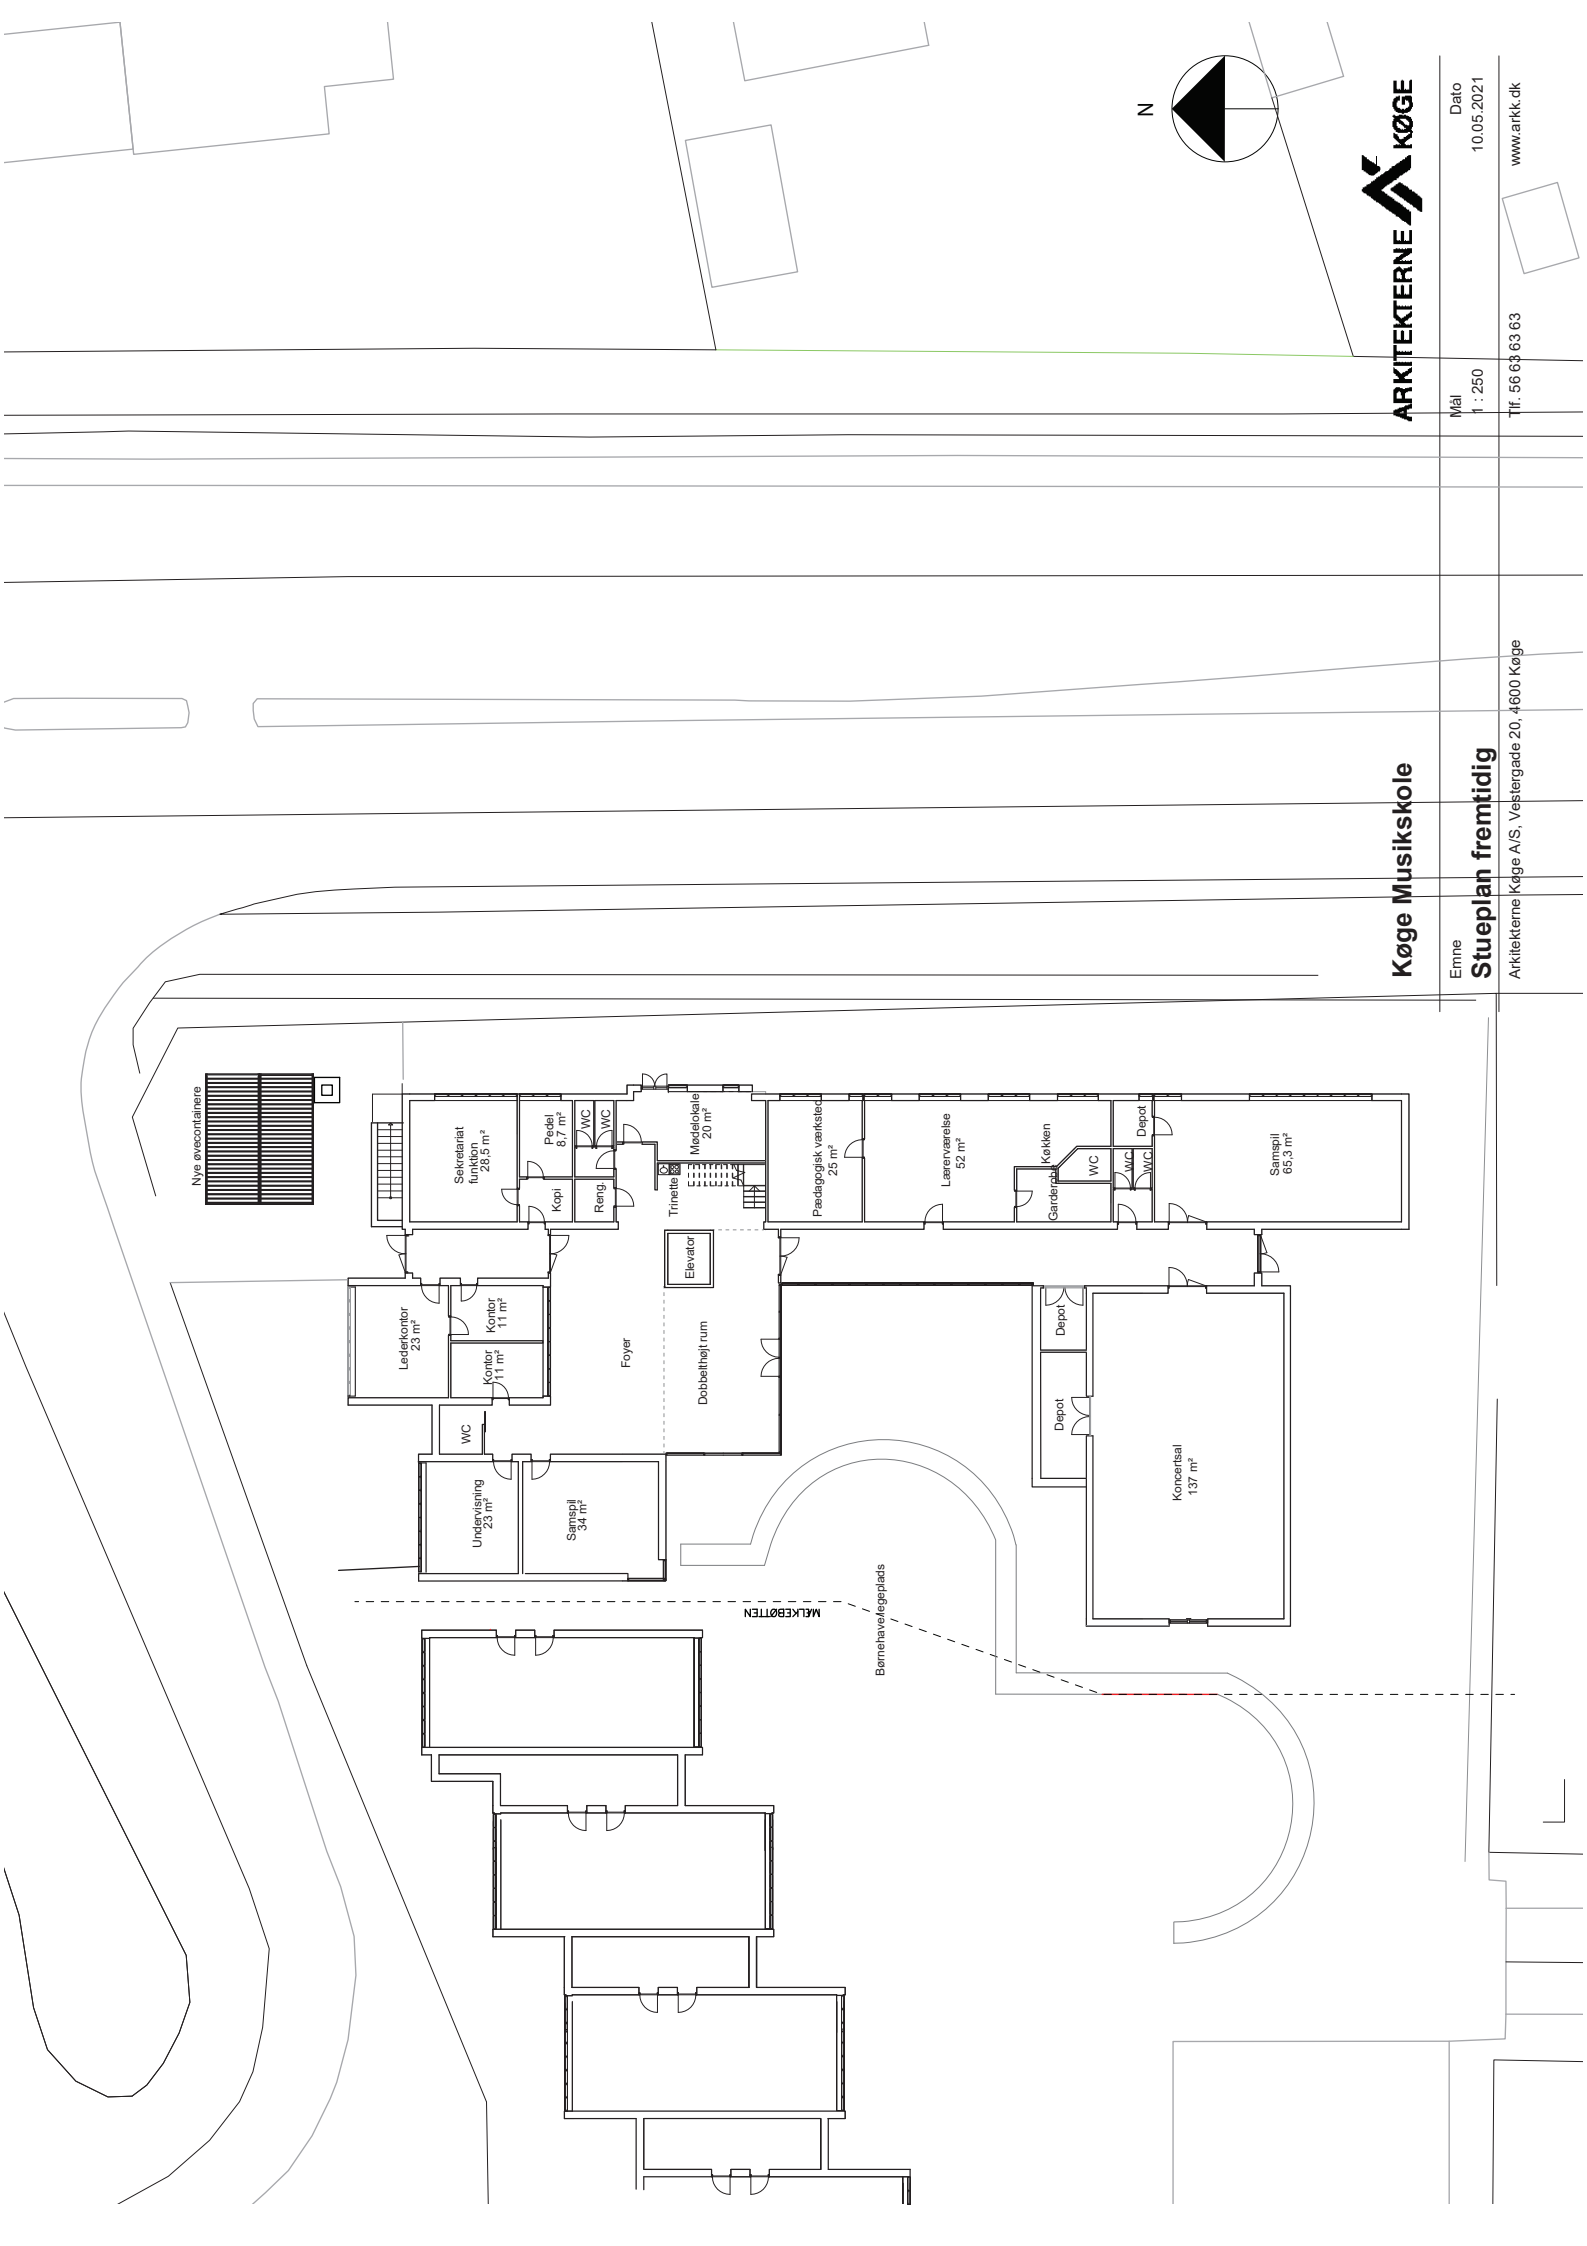 Nye øvecontainere
Sekretariat
funktion
28,5 m²
Pedel
8,7 m²
WC
WC
Kopi
Reng.
Mødelokale
20 m²
Trinette
Pædagogisk værksted
25 m²
Lærerværelse
52 m²
Køkken
Garderobe
WC
WC
WC
Depot
Samspil
65,3 m²
Lederkontor
23 m²
Kontor
11 m²
Kontor
11 m²
WC
Foyer
Elevator
Dobbelthøjt rum
Undervisning
23 m²
Samspil
34 m²
Depot
Depot
Koncertsal
137 m²
MÆLKEBØTTEN
Børnehave/legeplads
N
ARKITEKTERNE KØGE
Køge Musikskole
Emne
Stueplan fremtidig
Mål
1 : 250
Dato
10.05.2021
Arkitekterne Køge A/S, Vestergade 20, 4600 Køge
Tlf. 56 63 63 63
www.arkk.dk